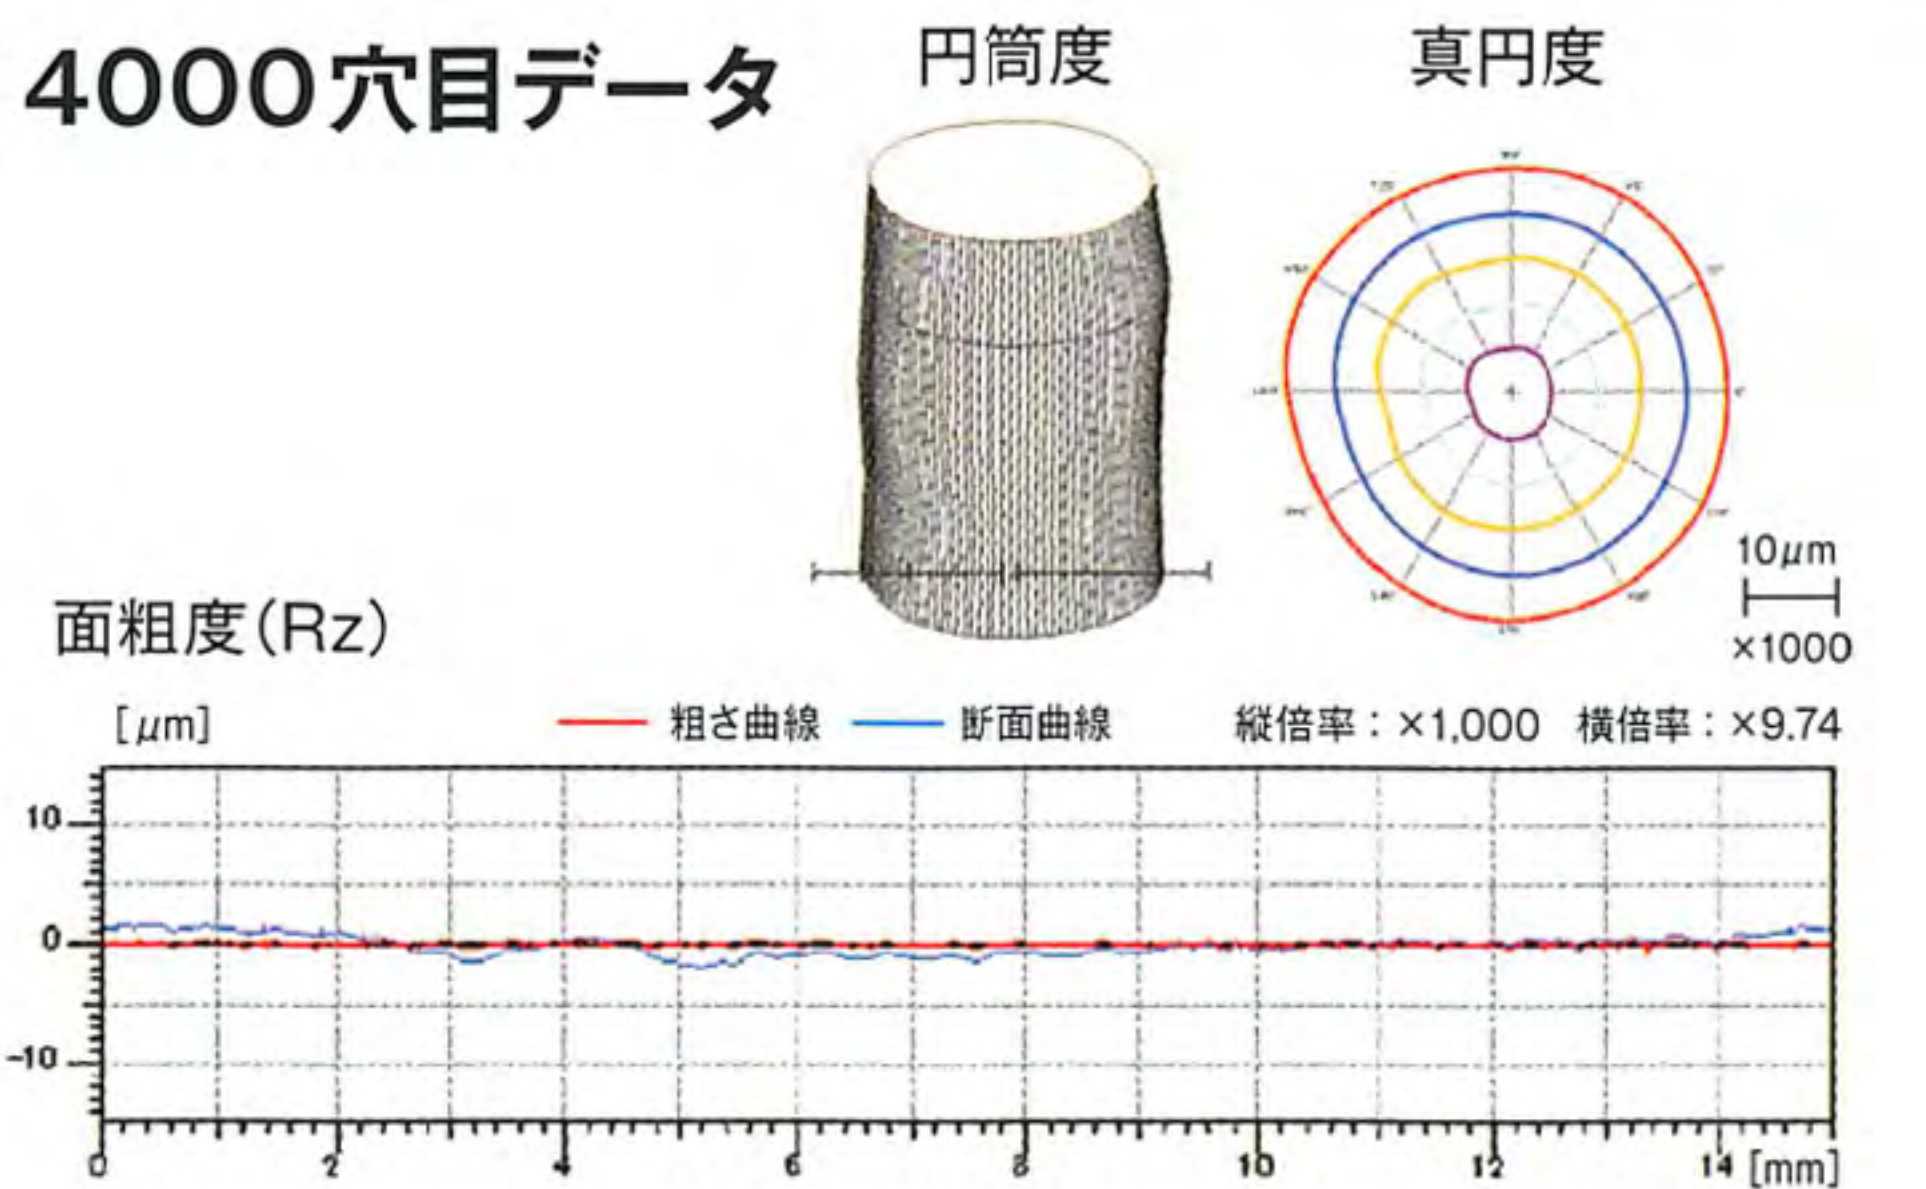 4000穴目データ
円筒度
真円度
10μm
×1000
面粗度(Rz)
[μm]
粗さ曲線
断面曲線
縦倍率：×1,000 横倍率：×9.74
10
0
-10
0 2 4 6 8 10 12 14 [mm]